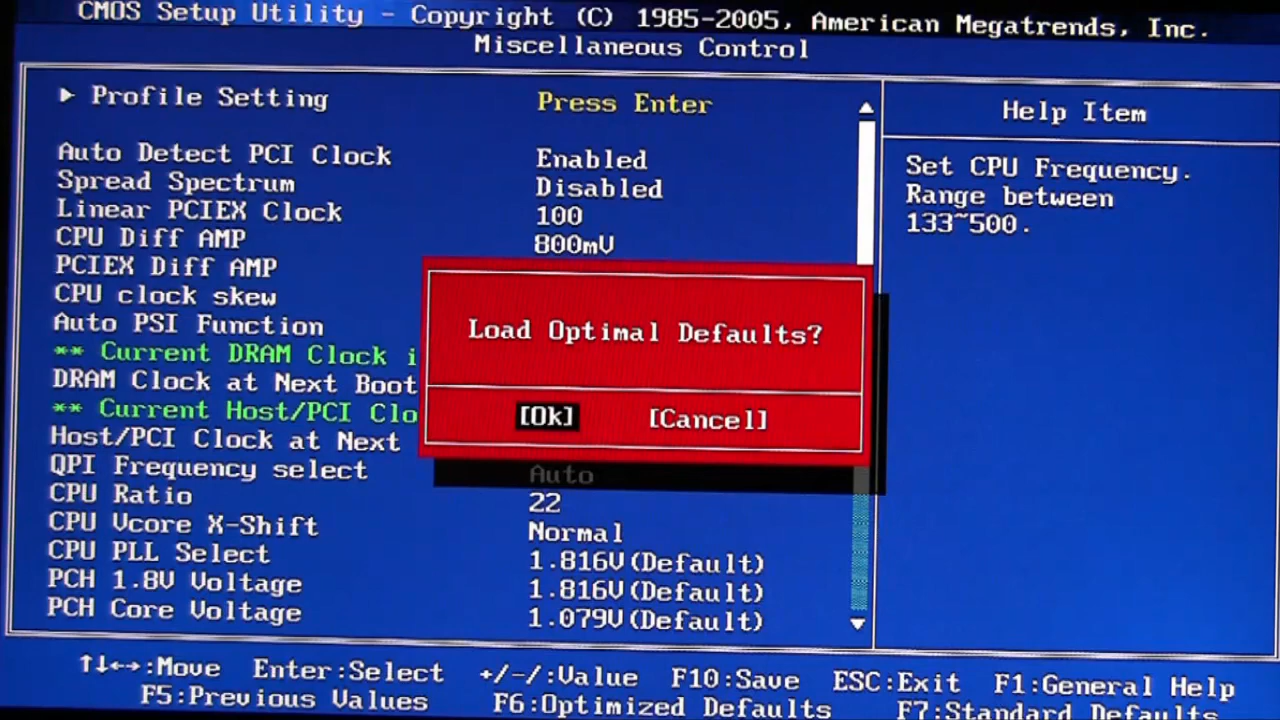 CMOS Setup Utility - Copyright (C) 1985-2005, American Megatrends, Inc.
Miscellaneous Control
▶ Profile Setting Press Enter
Auto Detect PCI Clock Enabled
Spread Spectrum Disabled
Linear PCIEX Clock 100
CPU Diff AMP 800mV
PCIEX Diff AMP
CPU clock skew
Auto PSI Function
** Current DRAM Clock i
DRAM Clock at Next Boot
** Current Host/PCI Clo
Host/PCI Clock at Next
QPI Frequency select Auto
CPU Ratio 22
CPU Vcore X-Shift Normal
CPU PLL Select 1.816V(Default)
PCH 1.8V Voltage 1.816V(Default)
PCH Core Voltage 1.079V(Default)
Load Optimal Defaults?
[Ok] [Cancel]
Help Item
Set CPU Frequency.
Range between
133~500.
↑↓←→:Move Enter:Select +/-/:Value F10:Save ESC:Exit F1:General Help
F5:Previous Values F6:Optimized Defaults F7:Standard Defaults